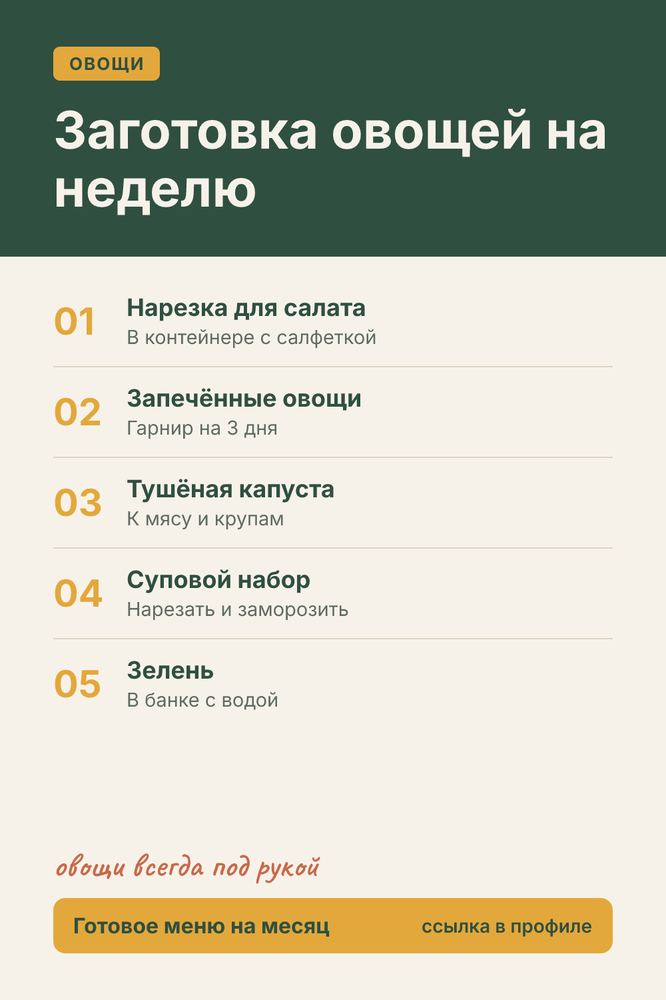 ОВОЩИ
Заготовка овощей на
неделю
01
Нарезка для салата
В контейнере с салфеткой
02
Запечённые овощи
Гарнир на 3 дня
03
Тушёная капуста
К мясу и крупам
04
Суповой набор
Нарезать и заморозить
05
Зелень
В банке с водой
овощи всегда под рукой
Готовое меню на месяц
ссылка в профиле